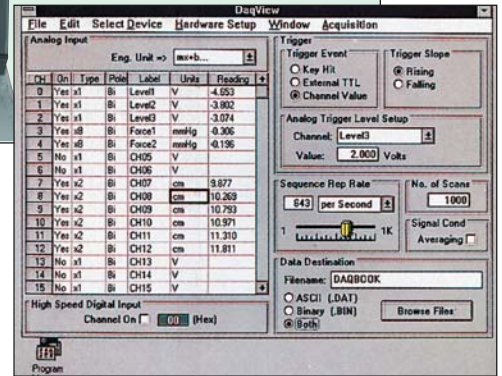 DaqView
File Edit Select Device Hardware Setup Window Acquisition
Analog Input
Eng. Unit => mx+b...
CH On Type Pole Label Units Reading
0 Yes x1 Bi Level1 V -4.653
1 Yes x1 Bi Level2 V -3.802
2 Yes x1 Bi Level3 V -3.074
3 Yes x8 Bi Force1 mmHg -0.306
4 Yes x8 Bi Force2 mmHg -0.196
5 No x1 Bi CH05 V
6 No x1 Bi CH06 V
7 Yes x2 Bi CH07 cm 9.877
8 Yes x2 Bi CH08 cm 10.269
9 Yes x2 Bi CH09 cm 10.793
10 Yes x2 Bi CH10 cm 10.971
11 Yes x2 Bi CH11 cm 11.310
12 Yes x2 Bi CH12 cm 11.811
13 No x1 Bi CH13 V
14 No x1 Bi CH14 V
15 No x1 Bi CH15 V
High Speed Digital Input
Channel On 00 (Hex)
Trigger
Trigger Event
Key Hit
External TTL
Channel Value
Trigger Slope
Rising
Falling
Analog Trigger Level Setup
Channel: Level3
Value: 2.000 Volts
Sequence Rep Rate
643 per Second
1 1K
No. of Scans
1000
Signal Cond
Averaging
Data Destination
Filename: DAQBOOK
ASCII (.DAT)
Binary (.BIN)
Both
Browse Files
Program